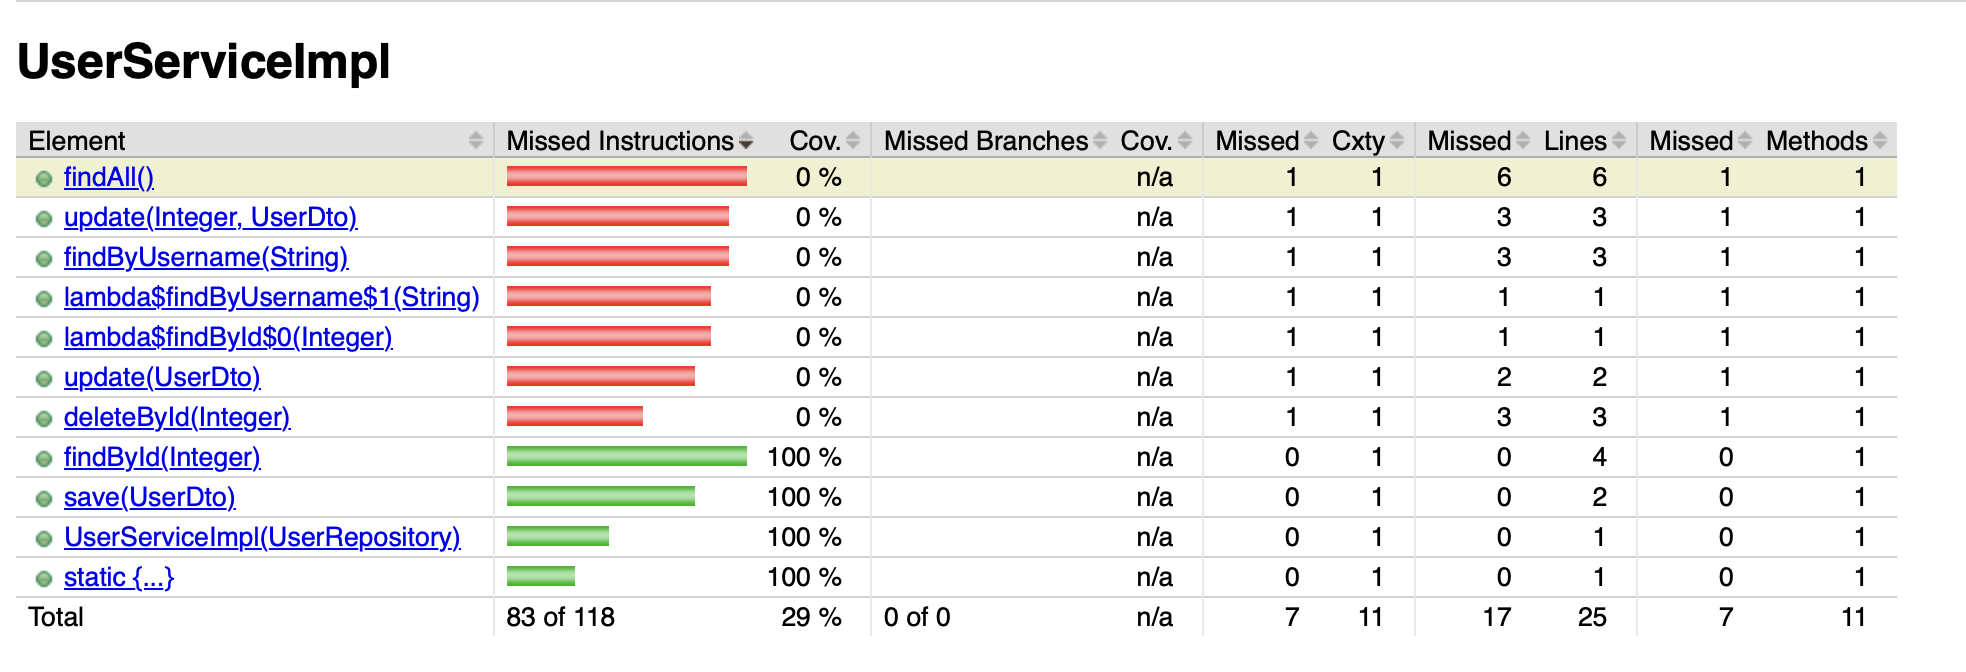 UserServiceImpl
Element Missed Instructions Cov. Missed Branches Cov. Missed Cxty Missed Lines Missed Methods
findAll() 0 % n/a 1 1 6 6 1 1
update(Integer, UserDto) 0 % n/a 1 1 3 3 1 1
findByUsername(String) 0 % n/a 1 1 3 3 1 1
lambda$findByUsername$1(String) 0 % n/a 1 1 1 1 1 1
lambda$findById$0(Integer) 0 % n/a 1 1 1 1 1 1
update(UserDto) 0 % n/a 1 1 2 2 1 1
deleteById(Integer) 0 % n/a 1 1 3 3 1 1
findById(Integer) 100 % n/a 0 1 0 4 0 1
save(UserDto) 100 % n/a 0 1 0 2 0 1
UserServiceImpl(UserRepository) 100 % n/a 0 1 0 1 0 1
static {...} 100 % n/a 0 1 0 1 0 1
Total 83 of 118 29 % 0 of 0 n/a 7 11 17 25 7 11